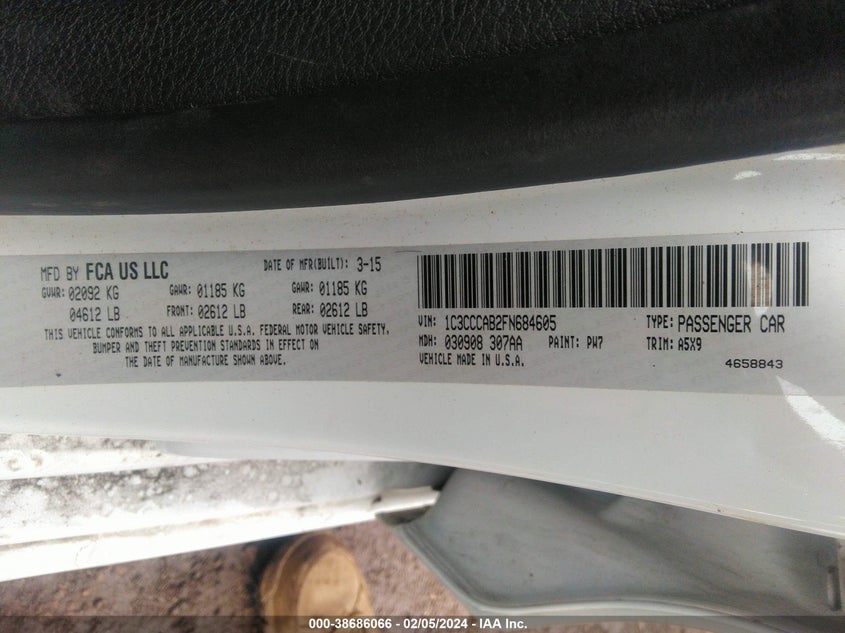 MFD BY FCA US LLC DATE OF MFR(BUILT): 3-15
GVWR: 02092 KG GAWR: 01185 KG GAWR: 01185 KG
04612 LB FRONT: 02612 LB REAR: 02612 LB
THIS VEHICLE CONFORMS TO ALL APPLICABLE U.S.A. FEDERAL MOTOR VEHICLE SAFETY,
BUMPER AND THEFT PREVENTION STANDARDS IN EFFECT ON
THE DATE OF MANUFACTURE SHOWN ABOVE.
VIN: 1C3CCCAB2FN684605 TYPE: PASSENGER CAR
MDH: 030908 307AA PAINT: PW7 TRIM: A5X9
VEHICLE MADE IN U.S.A. 4658843
000-38686066 - 02/05/2024 - IAA Inc.